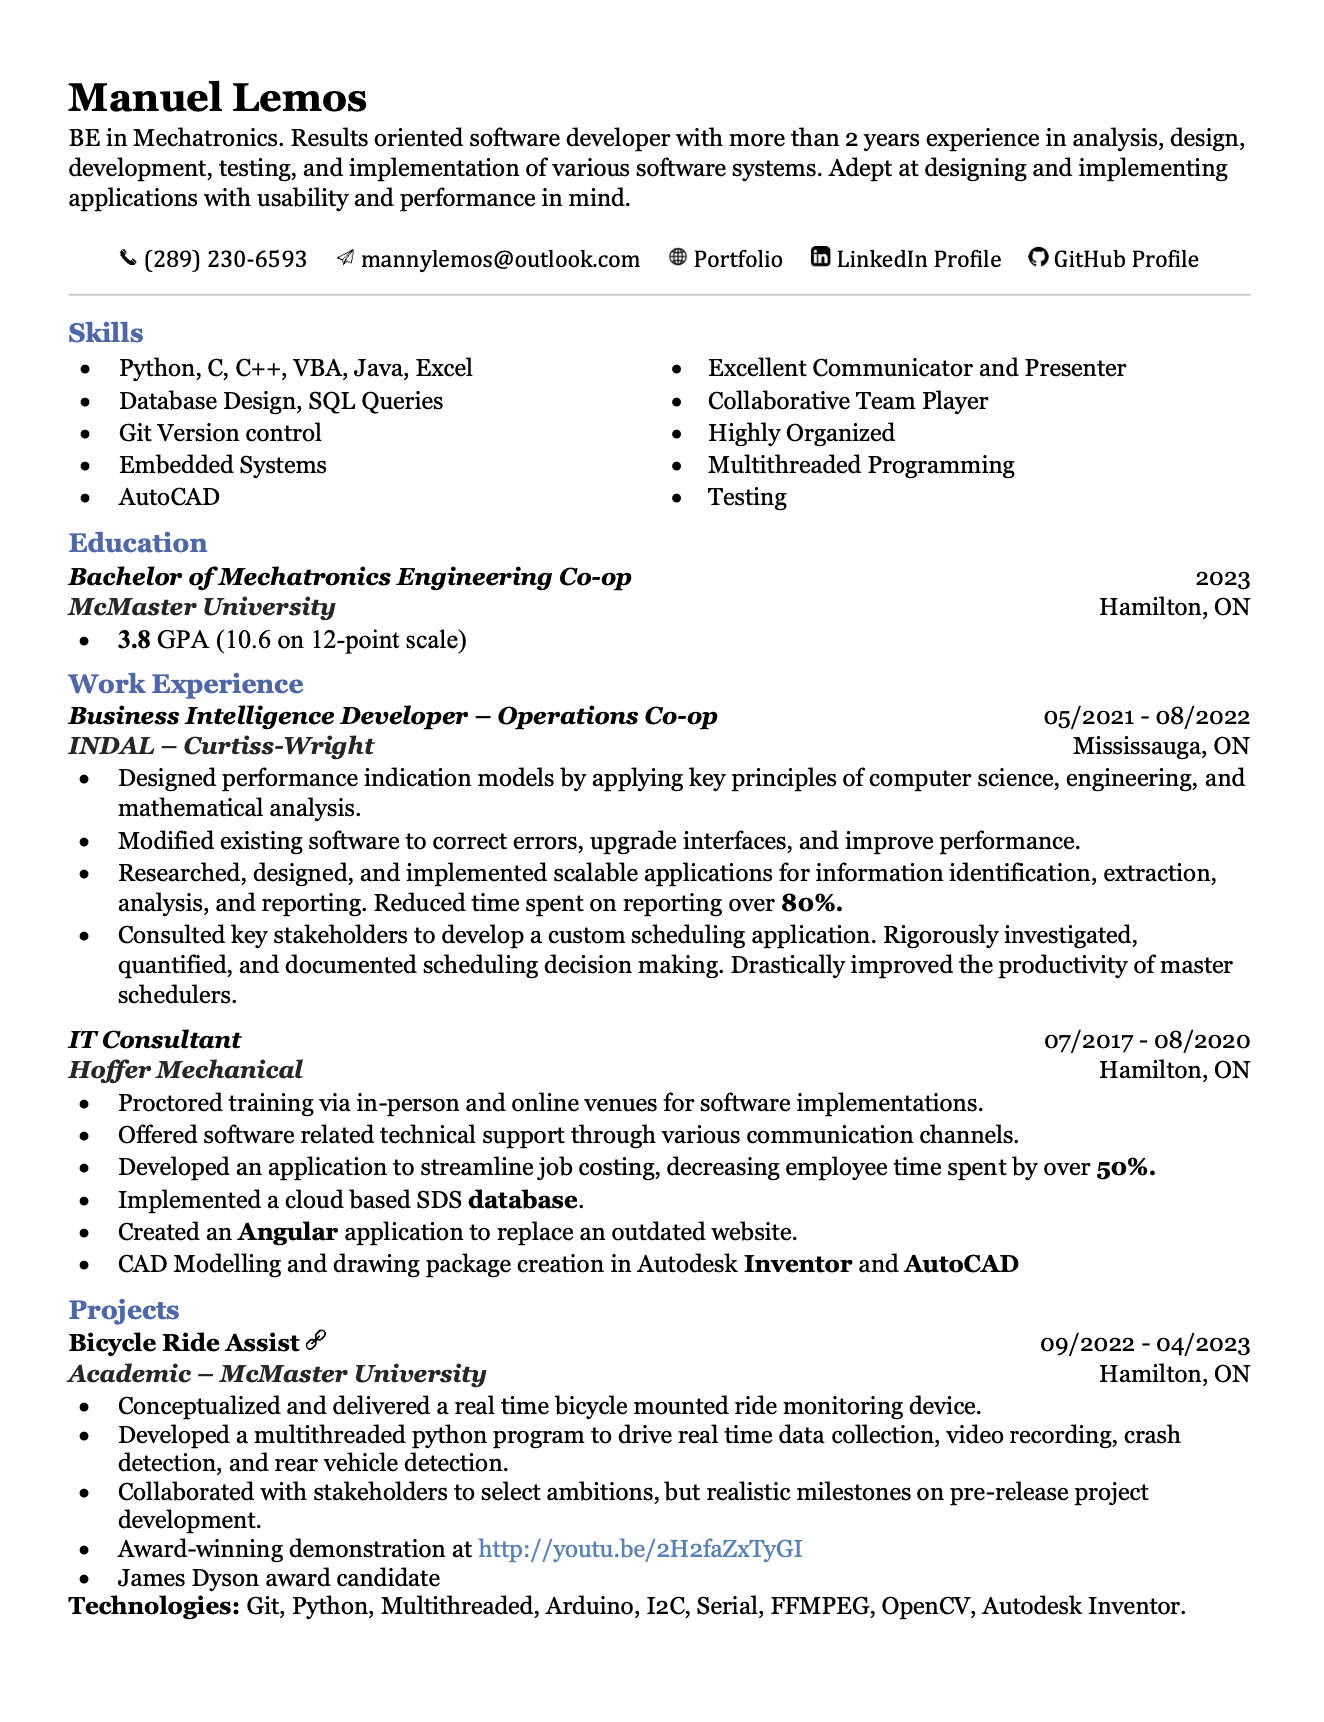 Manuel Lemos
BE in Mechatronics. Results oriented software developer with more than 2 years experience in analysis, design,
development, testing, and implementation of various software systems. Adept at designing and implementing
applications with usability and performance in mind.
(289) 230-6593 mannylemos@outlook.com Portfolio LinkedIn Profile GitHub Profile
Skills
• Python, C, C++, VBA, Java, Excel
• Database Design, SQL Queries
• Git Version control
• Embedded Systems
• AutoCAD
• Excellent Communicator and Presenter
• Collaborative Team Player
• Highly Organized
• Multithreaded Programming
• Testing
Education
Bachelor of Mechatronics Engineering Co-op 2023
McMaster University Hamilton, ON
• 3.8 GPA (10.6 on 12-point scale)
Work Experience
Business Intelligence Developer – Operations Co-op 05/2021 - 08/2022
INDAL – Curtiss-Wright Mississauga, ON
• Designed performance indication models by applying key principles of computer science, engineering, and
mathematical analysis.
• Modified existing software to correct errors, upgrade interfaces, and improve performance.
• Researched, designed, and implemented scalable applications for information identification, extraction,
analysis, and reporting. Reduced time spent on reporting over 80%.
• Consulted key stakeholders to develop a custom scheduling application. Rigorously investigated,
quantified, and documented scheduling decision making. Drastically improved the productivity of master
schedulers.
IT Consultant 07/2017 - 08/2020
Hoffer Mechanical Hamilton, ON
• Proctored training via in-person and online venues for software implementations.
• Offered software related technical support through various communication channels.
• Developed an application to streamline job costing, decreasing employee time spent by over 50%.
• Implemented a cloud based SDS database.
• Created an Angular application to replace an outdated website.
• CAD Modelling and drawing package creation in Autodesk Inventor and AutoCAD
Projects
Bicycle Ride Assist 09/2022 - 04/2023
Academic – McMaster University Hamilton, ON
• Conceptualized and delivered a real time bicycle mounted ride monitoring device.
• Developed a multithreaded python program to drive real time data collection, video recording, crash
detection, and rear vehicle detection.
• Collaborated with stakeholders to select ambitions, but realistic milestones on pre-release project
development.
• Award-winning demonstration at http://youtu.be/2H2faZxTyGI
• James Dyson award candidate
Technologies: Git, Python, Multithreaded, Arduino, I2C, Serial, FFMPEG, OpenCV, Autodesk Inventor.